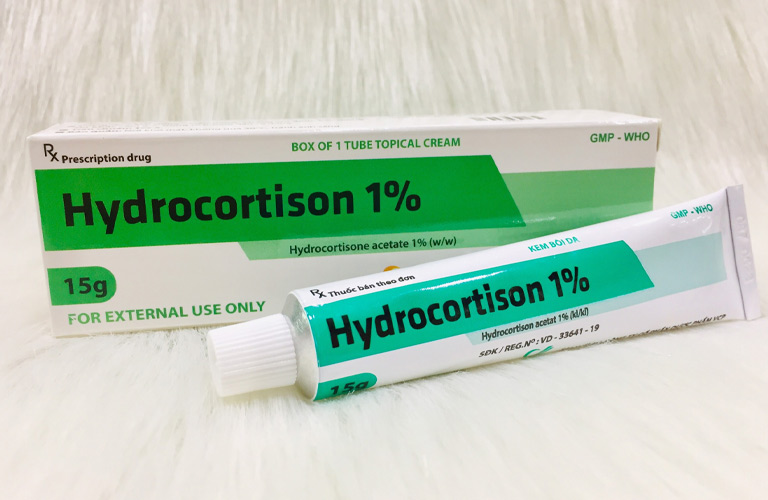 Rx Prescription drug
BOX OF 1 TUBE TOPICAL CREAM
GMP - WHO
Hydrocortison 1%
Hydrocortisone acetate 1% (w/w)
15g
FOR EXTERNAL USE ONLY
GMP - WHO
KEM BÔI DA
Rx Thuốc bán theo đơn
Hydrocortison 1%
Hydrocortison acetat 1% (kl/kl)
SĐK / REG.Nº : VD - 33641 - 19
15g